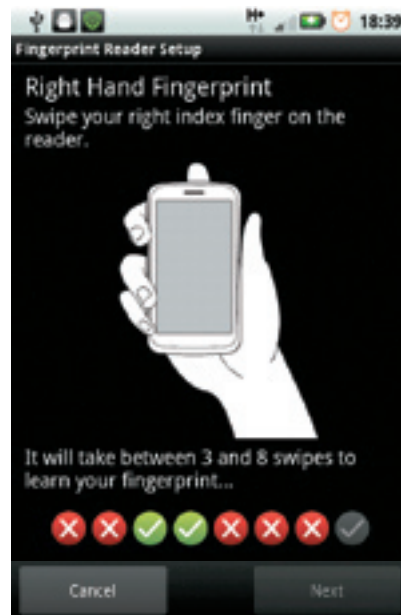 H+ 18:39
Fingerprint Reader Setup
Right Hand Fingerprint
Swipe your right index finger on the
reader.
It will take between 3 and 8 swipes to
learn your fingerprint...
Cancel Next